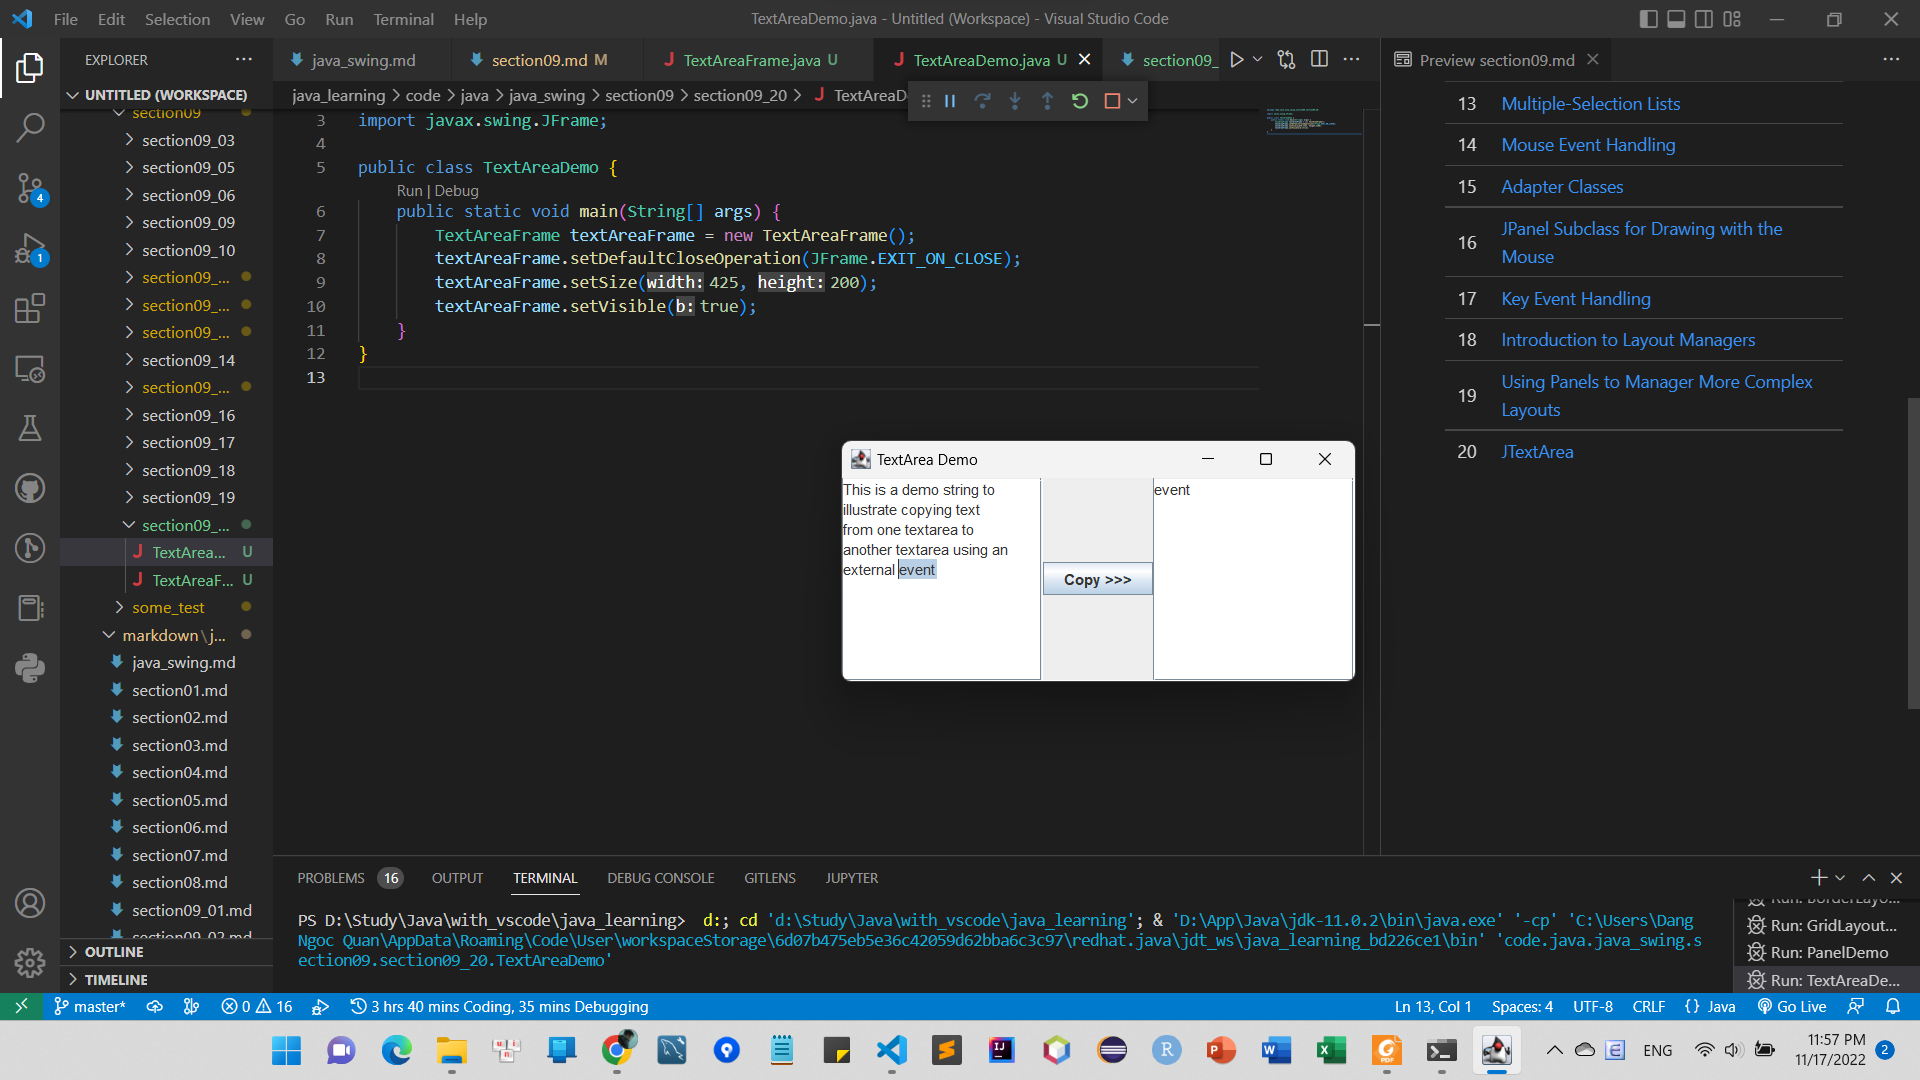 File Edit Selection View Go Run Terminal Help
TextAreaDemo.java - Untitled (Workspace) - Visual Studio Code
EXPLORER
java_swing.md
section09.md M
TextAreaFrame.java U
TextAreaDemo.java U
section09_
Preview section09.md
UNTITLED (WORKSPACE)
java_learning > code > java > java_swing > section09 > section09_20 > TextAreaD
section09
section09_03
section09_05
section09_06
section09_09
section09_10
section09_...
section09_...
section09_...
section09_14
section09_...
section09_16
section09_17
section09_18
section09_19
section09_...
TextArea... U
TextAreaF... U
some_test
markdown\j...
java_swing.md
section01.md
section02.md
section03.md
section04.md
section05.md
section06.md
section07.md
section08.md
section09_01.md
section09_02.md
OUTLINE
TIMELINE
4
1
3 import javax.swing.JFrame;
4
5 public class TextAreaDemo {
Run | Debug
6 public static void main(String[] args) {
7 TextAreaFrame textAreaFrame = new TextAreaFrame();
8 textAreaFrame.setDefaultCloseOperation(JFrame.EXIT_ON_CLOSE);
9 textAreaFrame.setSize(width: 425, height: 200);
10 textAreaFrame.setVisible(b: true);
11 }
12 }
13
TextArea Demo
This is a demo string to
illustrate copying text
from one textarea to
another textarea using an
external event
Copy >>>
event
13 Multiple-Selection Lists
14 Mouse Event Handling
15 Adapter Classes
16 JPanel Subclass for Drawing with the
Mouse
17 Key Event Handling
18 Introduction to Layout Managers
19 Using Panels to Manager More Complex
Layouts
20 JTextArea
PROBLEMS 16 OUTPUT TERMINAL DEBUG CONSOLE GITLENS JUPYTER
PS D:\Study\Java\with_vscode\java_learning> d:; cd 'd:\Study\Java\with_vscode\java_learning'; & 'D:\App\Java\jdk-11.0.2\bin\java.exe' '-cp' 'C:\Users\Dang
Ngoc Quan\AppData\Roaming\Code\User\workspaceStorage\6d07b475eb5e36c42059d62bba6c3c97\redhat.java\jdt_ws\java_learning_bd226ce1\bin' 'code.java.java_swing.s
ection09.section09_20.TextAreaDemo'
Run: BorderLayo...
Run: GridLayout...
Run: PanelDemo
Run: TextAreaDe...
master* 0 16 3 hrs 40 mins Coding, 35 mins Debugging
Ln 13, Col 1 Spaces: 4 UTF-8 CRLF {} Java Go Live
ENG
11:57 PM
11/17/2022
2